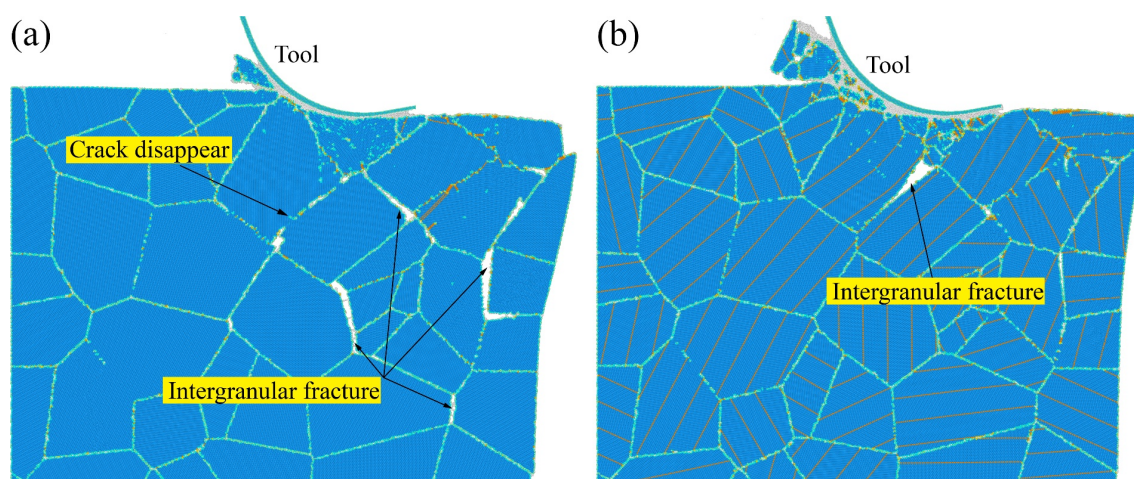 (a)
Tool
Crack disappear
Intergranular fracture
(b)
Tool
Intergranular fracture